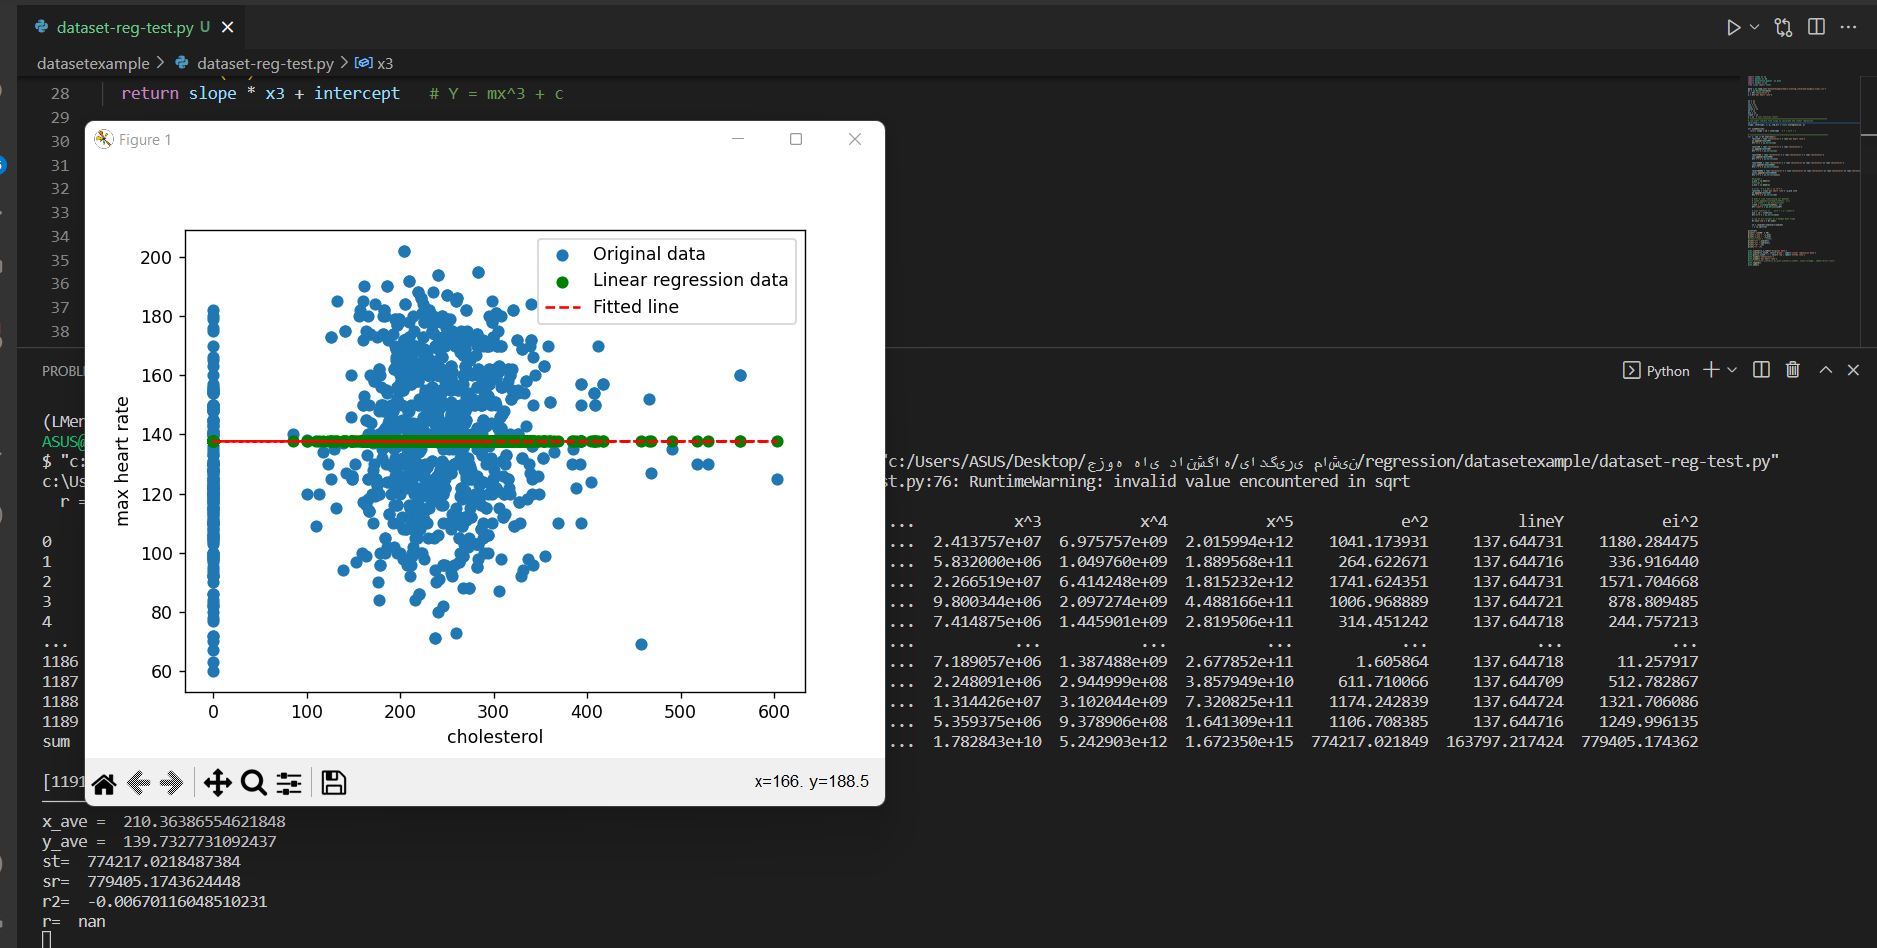 dataset-reg-test.py U
datasetexample > dataset-reg-test.py > x3
28 return slope * x3 + intercept # Y = mx^3 + c
29
30
31
32
33
34
35
36
37
38
Figure 1
200
180
160
140
120
100
80
60
max heart rate
Original data
Linear regression data
Fitted line
0 100 200 300 400 500 600
cholesterol
x=166. y=188.5
Python
ASUS@
$ "c: "c:/Users/ASUS/Desktop/جزوه های دانشگاه/یادگیری ماشین/regression/datasetexample/dataset-reg-test.py"
c:\Us st.py:76: RuntimeWarning: invalid value encountered in sqrt
r =
... x^3 x^4 x^5 e^2 lineY ei^2
0 ... 2.413757e+07 6.975757e+09 2.015994e+12 1041.173931 137.644731 1180.284475
1 ... 5.832000e+06 1.049760e+09 1.889568e+11 264.622671 137.644716 336.916440
2 ... 2.266519e+07 6.414248e+09 1.815232e+12 1741.624351 137.644731 1571.704668
3 ... 9.800344e+06 2.097274e+09 4.488166e+11 1006.968889 137.644721 878.809485
4 ... 7.414875e+06 1.445901e+09 2.819506e+11 314.451242 137.644718 244.757213
... ... ... ... ... ... ... ...
1186 ... 7.189057e+06 1.387488e+09 2.677852e+11 1.605864 137.644718 11.257917
1187 ... 2.248091e+06 2.944999e+08 3.857949e+10 611.710066 137.644709 512.782867
1188 ... 1.314426e+07 3.102044e+09 7.320825e+11 1174.242839 137.644724 1321.706086
1189 ... 5.359375e+06 9.378906e+08 1.641309e+11 1106.708385 137.644716 1249.996135
sum ... 1.782843e+10 5.242903e+12 1.672350e+15 774217.021849 163797.217424 779405.174362
[1191
x_ave = 210.36386554621848
y_ave = 139.7327731092437
st= 774217.0218487384
sr= 779405.1743624448
r2= -0.00670116048510231
r= nan